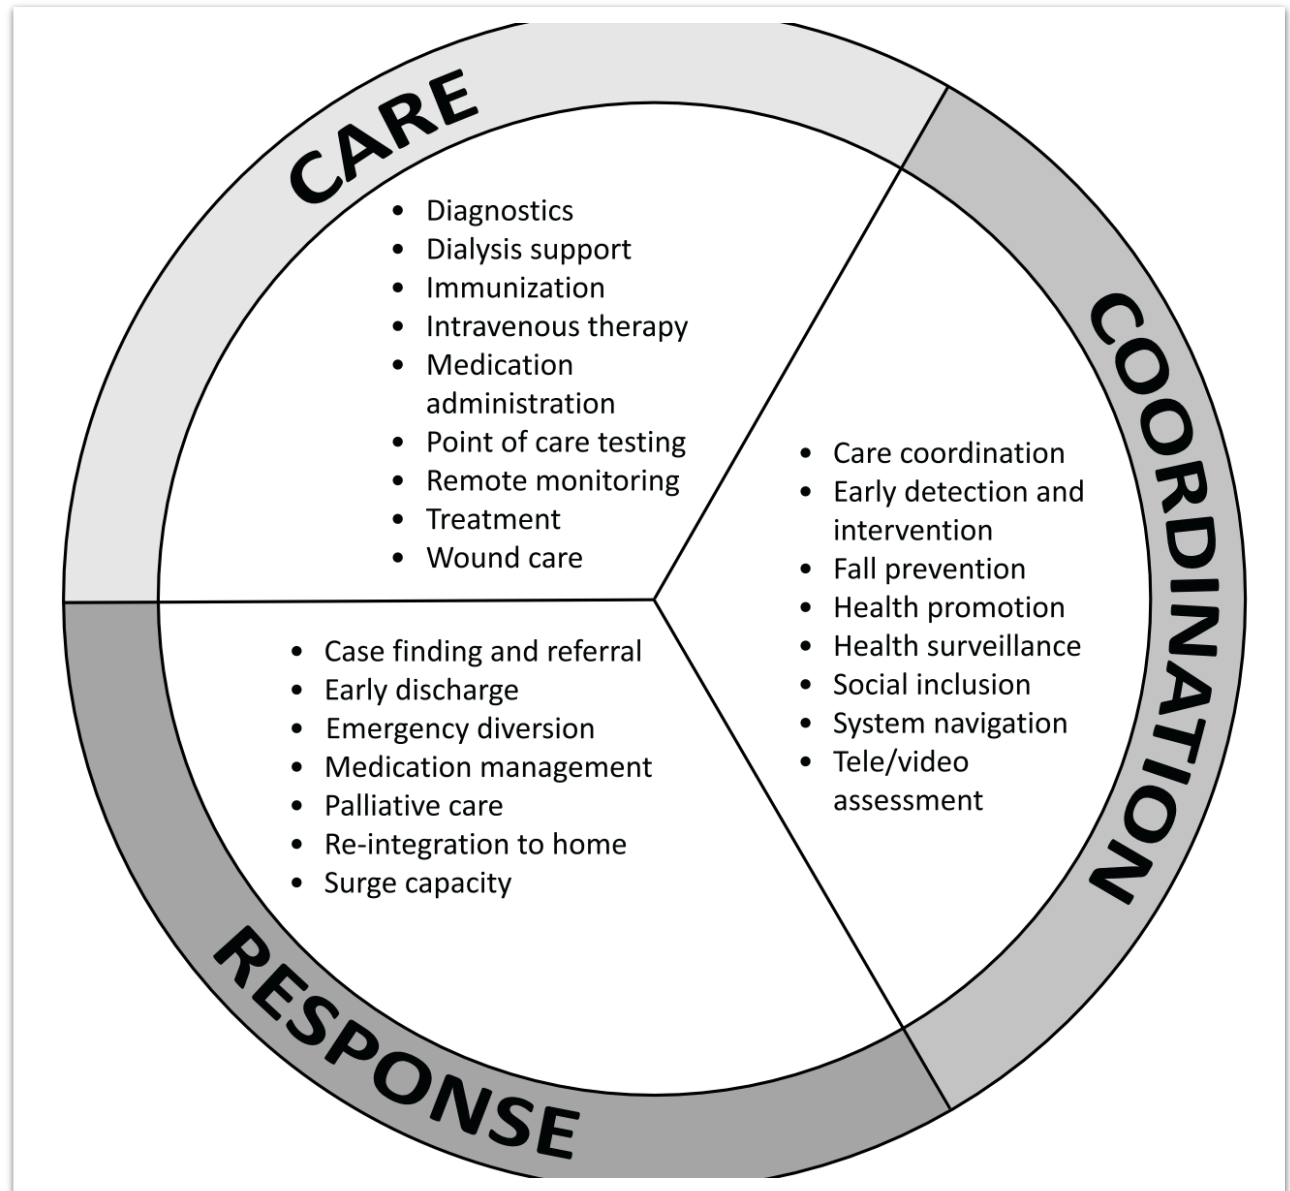 CARE
• Diagnostics
• Dialysis support
• Immunization
• Intravenous therapy
• Medication
administration
• Point of care testing
• Remote monitoring
• Treatment
• Wound care
COORDINATION
• Care coordination
• Early detection and
intervention
• Fall prevention
• Health promotion
• Health surveillance
• Social inclusion
• System navigation
• Tele/video
assessment
RESPONSE
• Case finding and referral
• Early discharge
• Emergency diversion
• Medication management
• Palliative care
• Re-integration to home
• Surge capacity